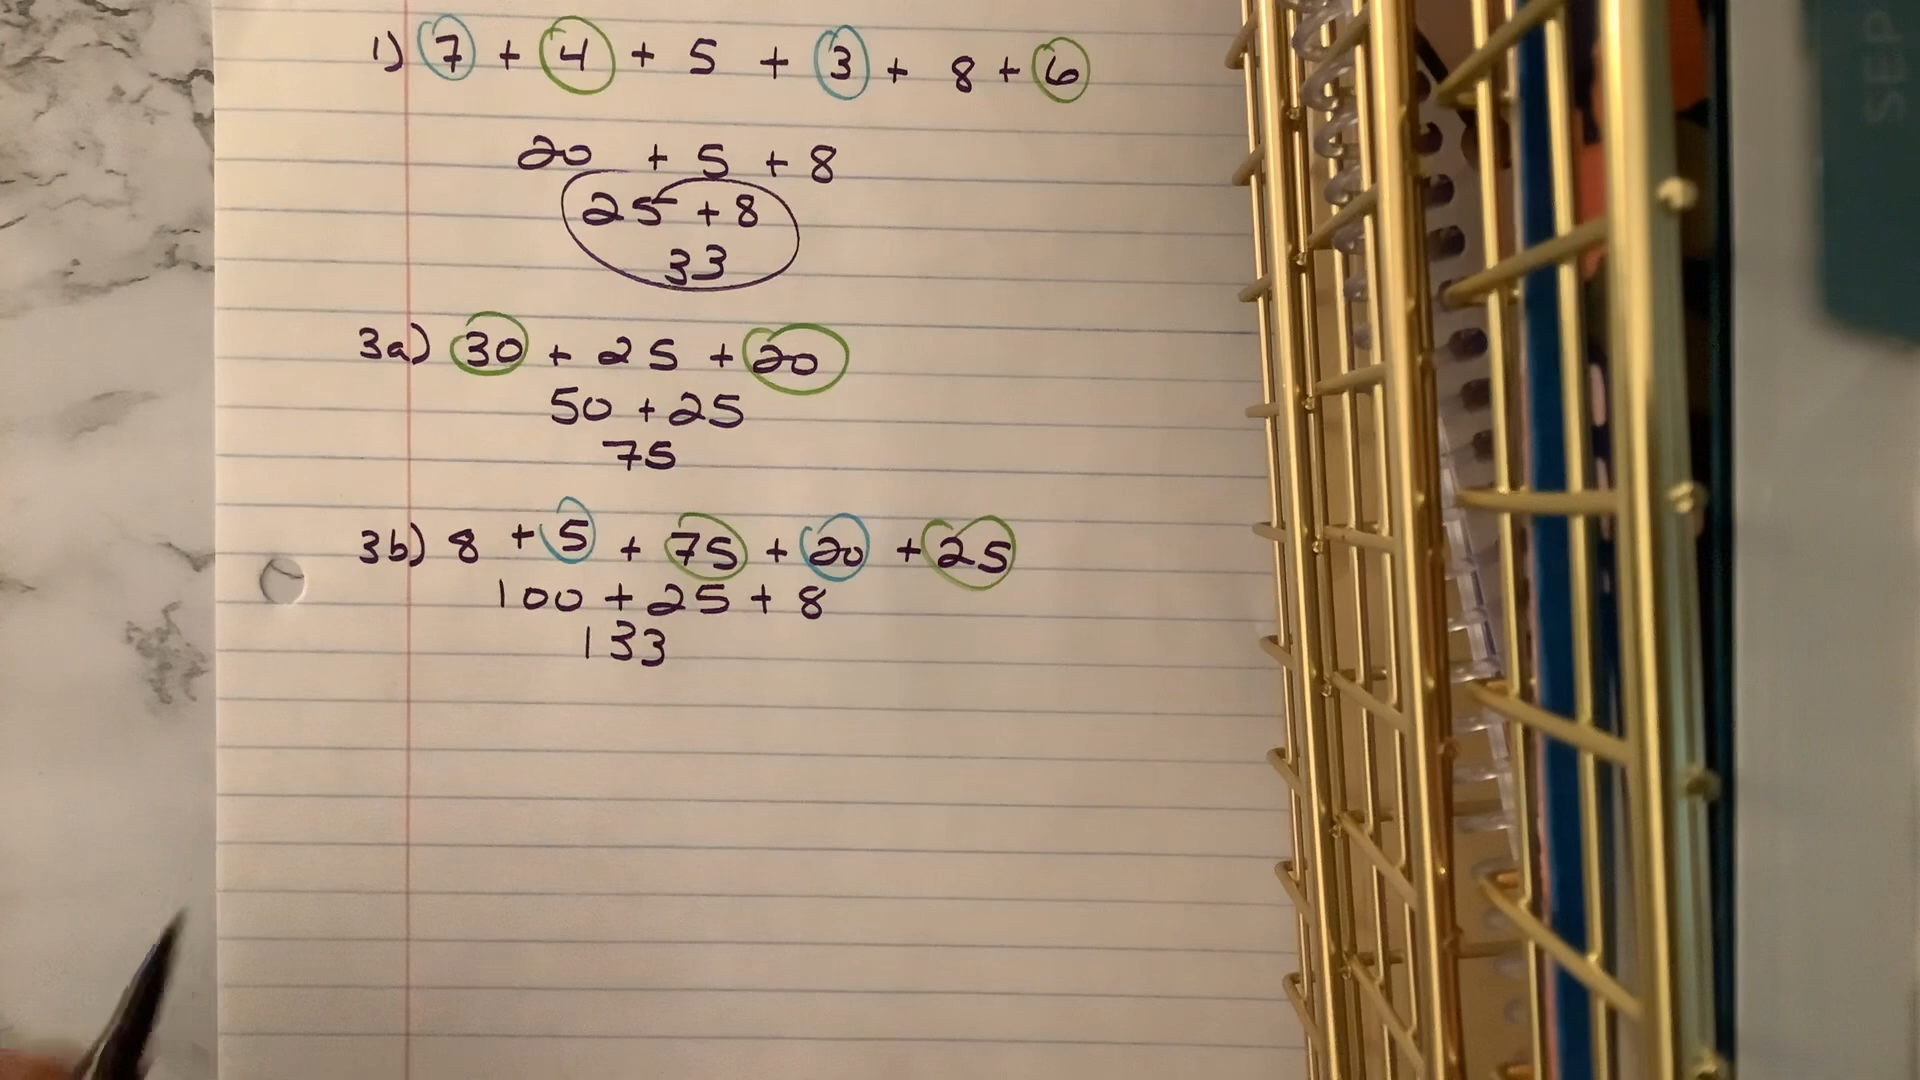 1) 7 + 4 + 5 + 3 + 8 + 6
20 + 5 + 8
25 + 8
33
3a) 30 + 25 + 20
50 + 25
75
3b) 8 + 5 + 75 + 20 + 25
100 + 25 + 8
133
SEP